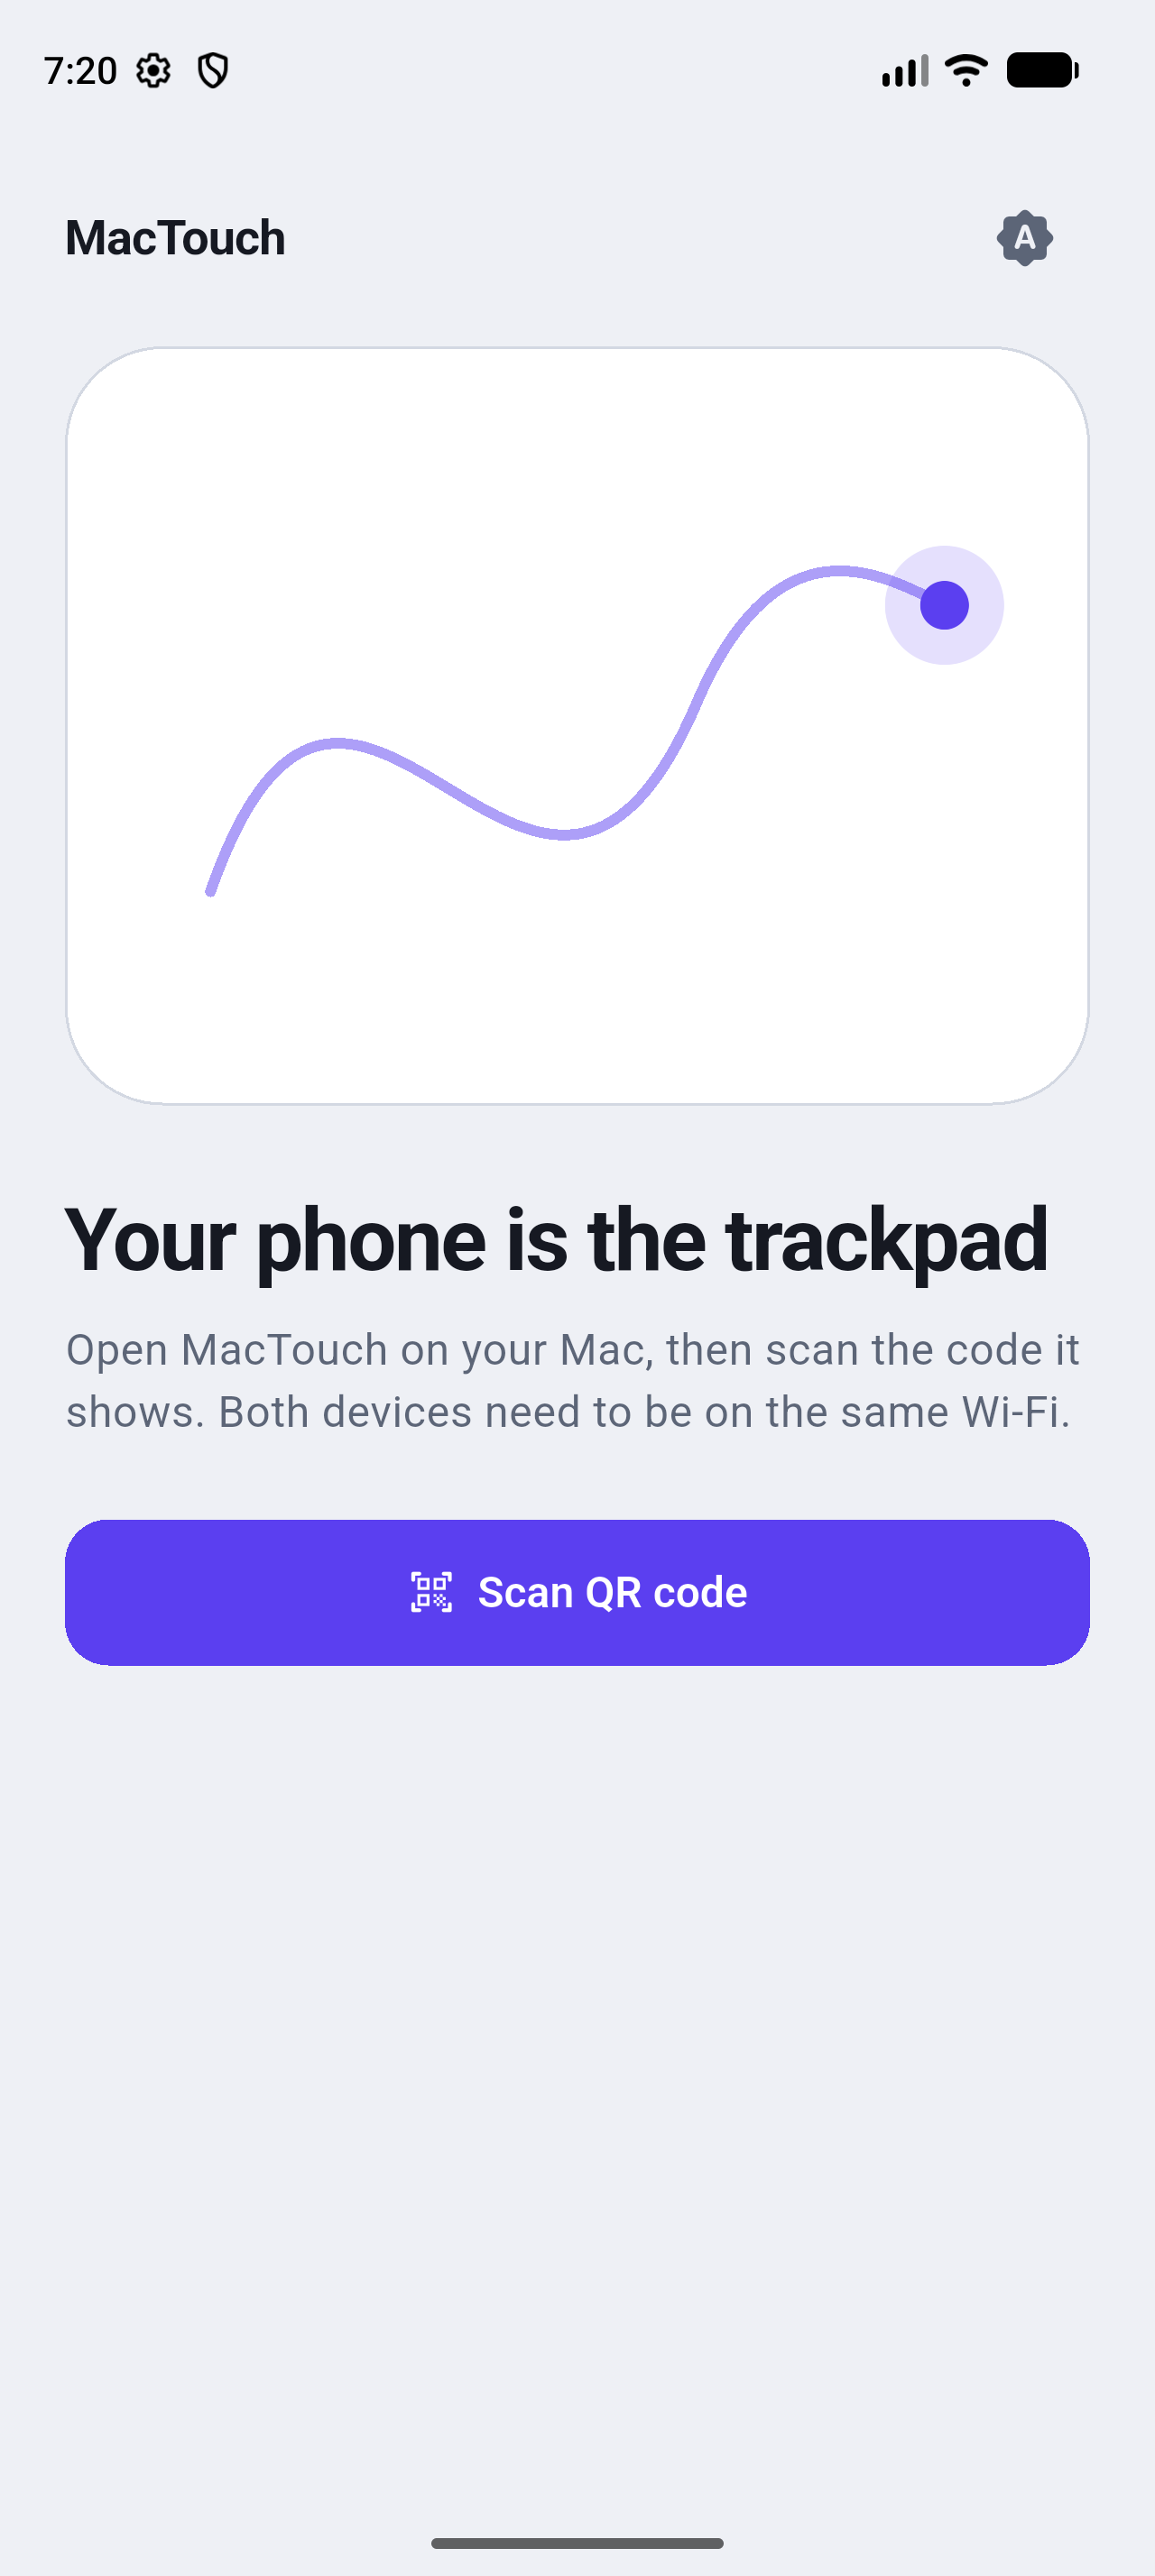 7:20
MacTouch
A
Your phone is the trackpad
Open MacTouch on your Mac, then scan the code it
shows. Both devices need to be on the same Wi-Fi.
Scan QR code